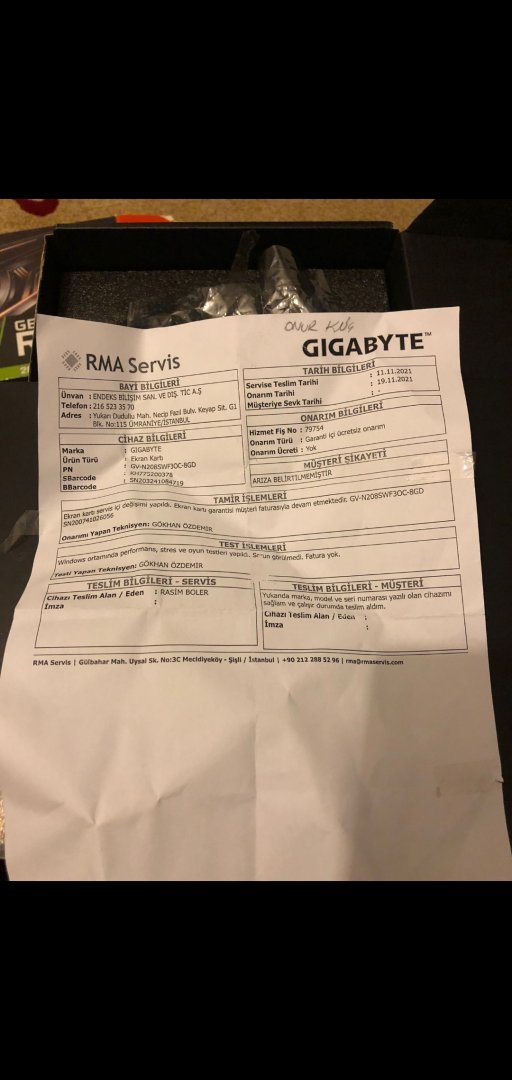 GE
R
ONUR KUŞ
RMA Servis
GIGABYTE™
BAYİ BİLGİLERİ
Ünvan : ENDEKS BİLİŞİM SAN. VE DIŞ. TİC A.Ş
Telefon : 216 523 35 70
Adres : Yukarı Dudullu Mah. Necip Fazıl Bulv. Keyap Sit. G1
Blk. No:115 ÜMRANİYE/İSTANBUL
TARİH BİLGİLERİ
Servise Teslim Tarihi : 11.11.2021
Onarım Tarihi : 19.11.2021
Müşteriye Sevk Tarihi : -
CİHAZ BİLGİLERİ
Marka : GIGABYTE
Ürün Türü : Ekran Kartı
PN : GV-N208SWF3OC-8GD
SBarcode : KH775200378
BBarcode : SN203241084719
ONARIM BİLGİLERİ
Hizmet Fiş No : 79754
Onarım Türü : Garanti içi ücretsiz onarım
Onarım Ücreti : Yok
MÜŞTERİ ŞİKAYETİ
ARIZA BELİRTİLMEMİŞTİR
TAMİR İŞLEMLERİ
Ekran kartı servis içi değişimi yapıldı. Ekran kartı garantisi müşteri faturasıyla devam etmektedir. GV-N208SWF3OC-8GD
SN200741026056
Onarımı Yapan Teknisyen: GÖKHAN ÖZDEMİR
TEST İŞLEMLERİ
Windows ortamında performans, stres ve oyun testleri yapıldı. Sorun görülmedi. Fatura yok.
Testi Yapan Teknisyen: GÖKHAN ÖZDEMİR
TESLİM BİLGİLERİ - SERVİS
Cihazı Teslim Alan / Eden : RASİM BOLER
İmza :
TESLİM BİLGİLERİ - MÜŞTERİ
Yukarıda marka, model ve seri numarası yazılı olan cihazımı
sağlam ve çalışır durumda teslim aldım.
Cihazı Teslim Alan / Eden :
İmza :
RMA Servis | Gülbahar Mah. Uysal Sk. No:3C Mecidiyeköy - Şişli / İstanbul | +90 212 288 52 96 | rma@rmaservis.com